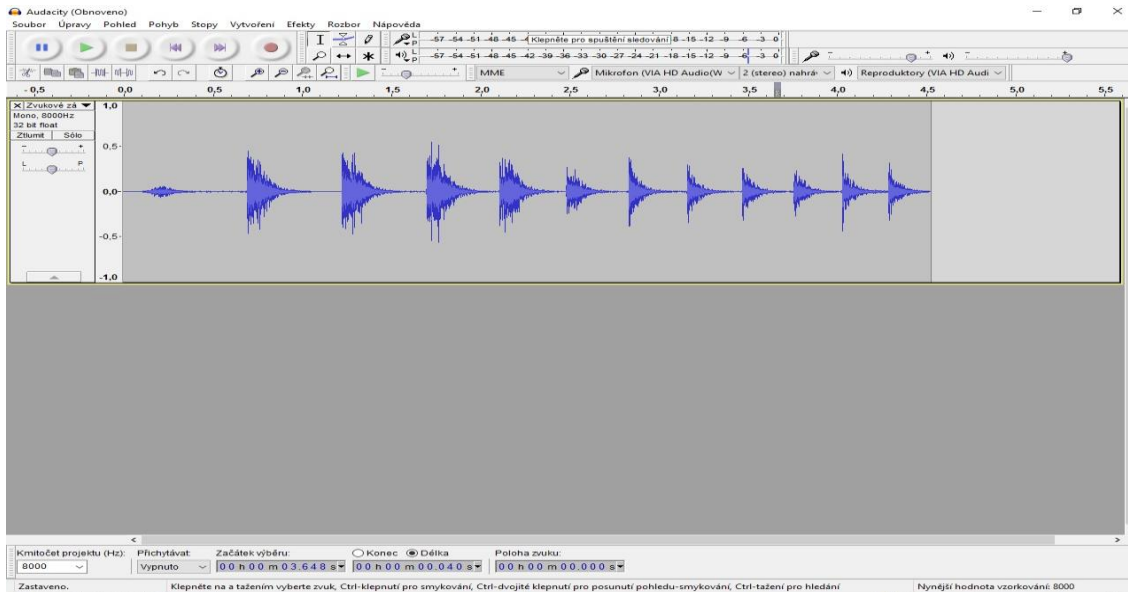 Audacity (Obnoveno)
Soubor Úpravy Pohled Pohyb Stopy Vytvoření Efekty Rozbor Nápověda
L P -57 -54 -51 -48 -45 -4 Klepněte pro spuštění sledování 8 -15 -12 -9 -6 -3 0
L P -57 -54 -51 -48 -45 -42 -39 -36 -33 -30 -27 -24 -21 -18 -15 -12 -9 -6 -3 0
MME Mikrofon (VIA HD Audio(W 2 (stereo) nahrá Reproduktory (VIA HD Audi
- 0,5 0,0 0,5 1,0 1,5 2,0 2,5 3,0 3,5 4,0 4,5 5,0 5,5
X Zvukové zá 1,0
Mono, 8000Hz
32 bit float
Ztlumit Sólo
- + 0,5
L P
0,0
-0,5
-1,0
Kmitočet projektu (Hz): Přichytávat: Začátek výběru: Konec Délka Poloha zvuku:
8000 Vypnuto 00 h 00 m 03.648 s 00 h 00 m 00.040 s 00 h 00 m 00.000 s
Zastaveno. Klepněte na a tažením vyberte zvuk, Ctrl-klepnutí pro smykování, Ctrl-dvojité klepnutí pro posunutí pohledu-smykování, Ctrl-tažení pro hledání Nynější hodnota vzorkování: 8000